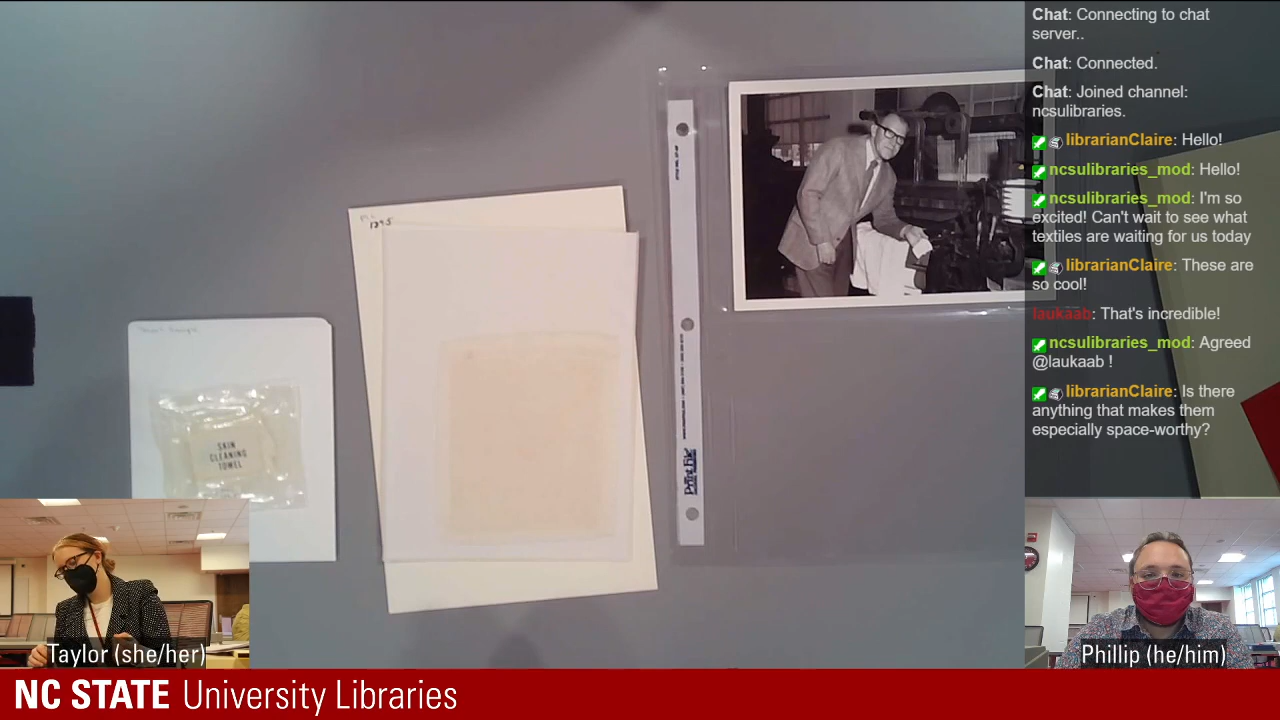 Chat: Connecting to chat
server..
Chat: Connected.
Chat: Joined channel:
ncsulibraries.
librarianClaire: Hello!
ncsulibraries_mod: Hello!
ncsulibraries_mod: I'm so
excited! Can't wait to see what
textiles are waiting for us today
librarianClaire: These are
so cool!
laukaab: That's incredible!
ncsulibraries_mod: Agreed
@laukaab !
librarianClaire: Is there
anything that makes them
especially space-worthy?
1395
SKIN
CLEANING
TOWEL
Print File
Taylor (she/her)
Phillip (he/him)
NC STATE University Libraries